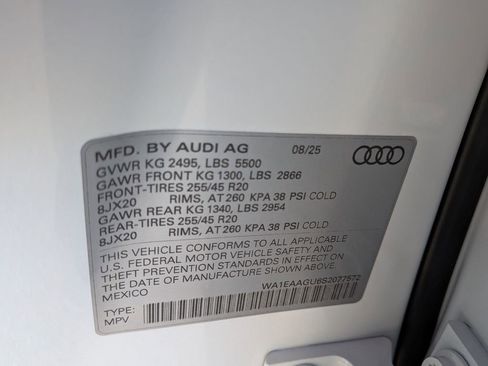 MFD. BY AUDI AG 08/25
GVWR KG 2495, LBS 5500
GAWR FRONT KG 1300, LBS 2866
FRONT-TIRES 255/45 R20
8JX20 RIMS, AT 260 KPA 38 PSI COLD
GAWR REAR KG 1340, LBS 2954
REAR-TIRES 255/45 R20
8JX20 RIMS, AT 260 KPA 38 PSI COLD
THIS VEHICLE CONFORMS TO ALL APPLICABLE
U.S. FEDERAL MOTOR VEHICLE SAFETY AND
THEFT PREVENTION STANDARDS IN EFFECT ON
THE DATE OF MANUFACTURE SHOWN ABOVE.
MEXICO WA1EAAGU6S2077572
TYPE:
MPV